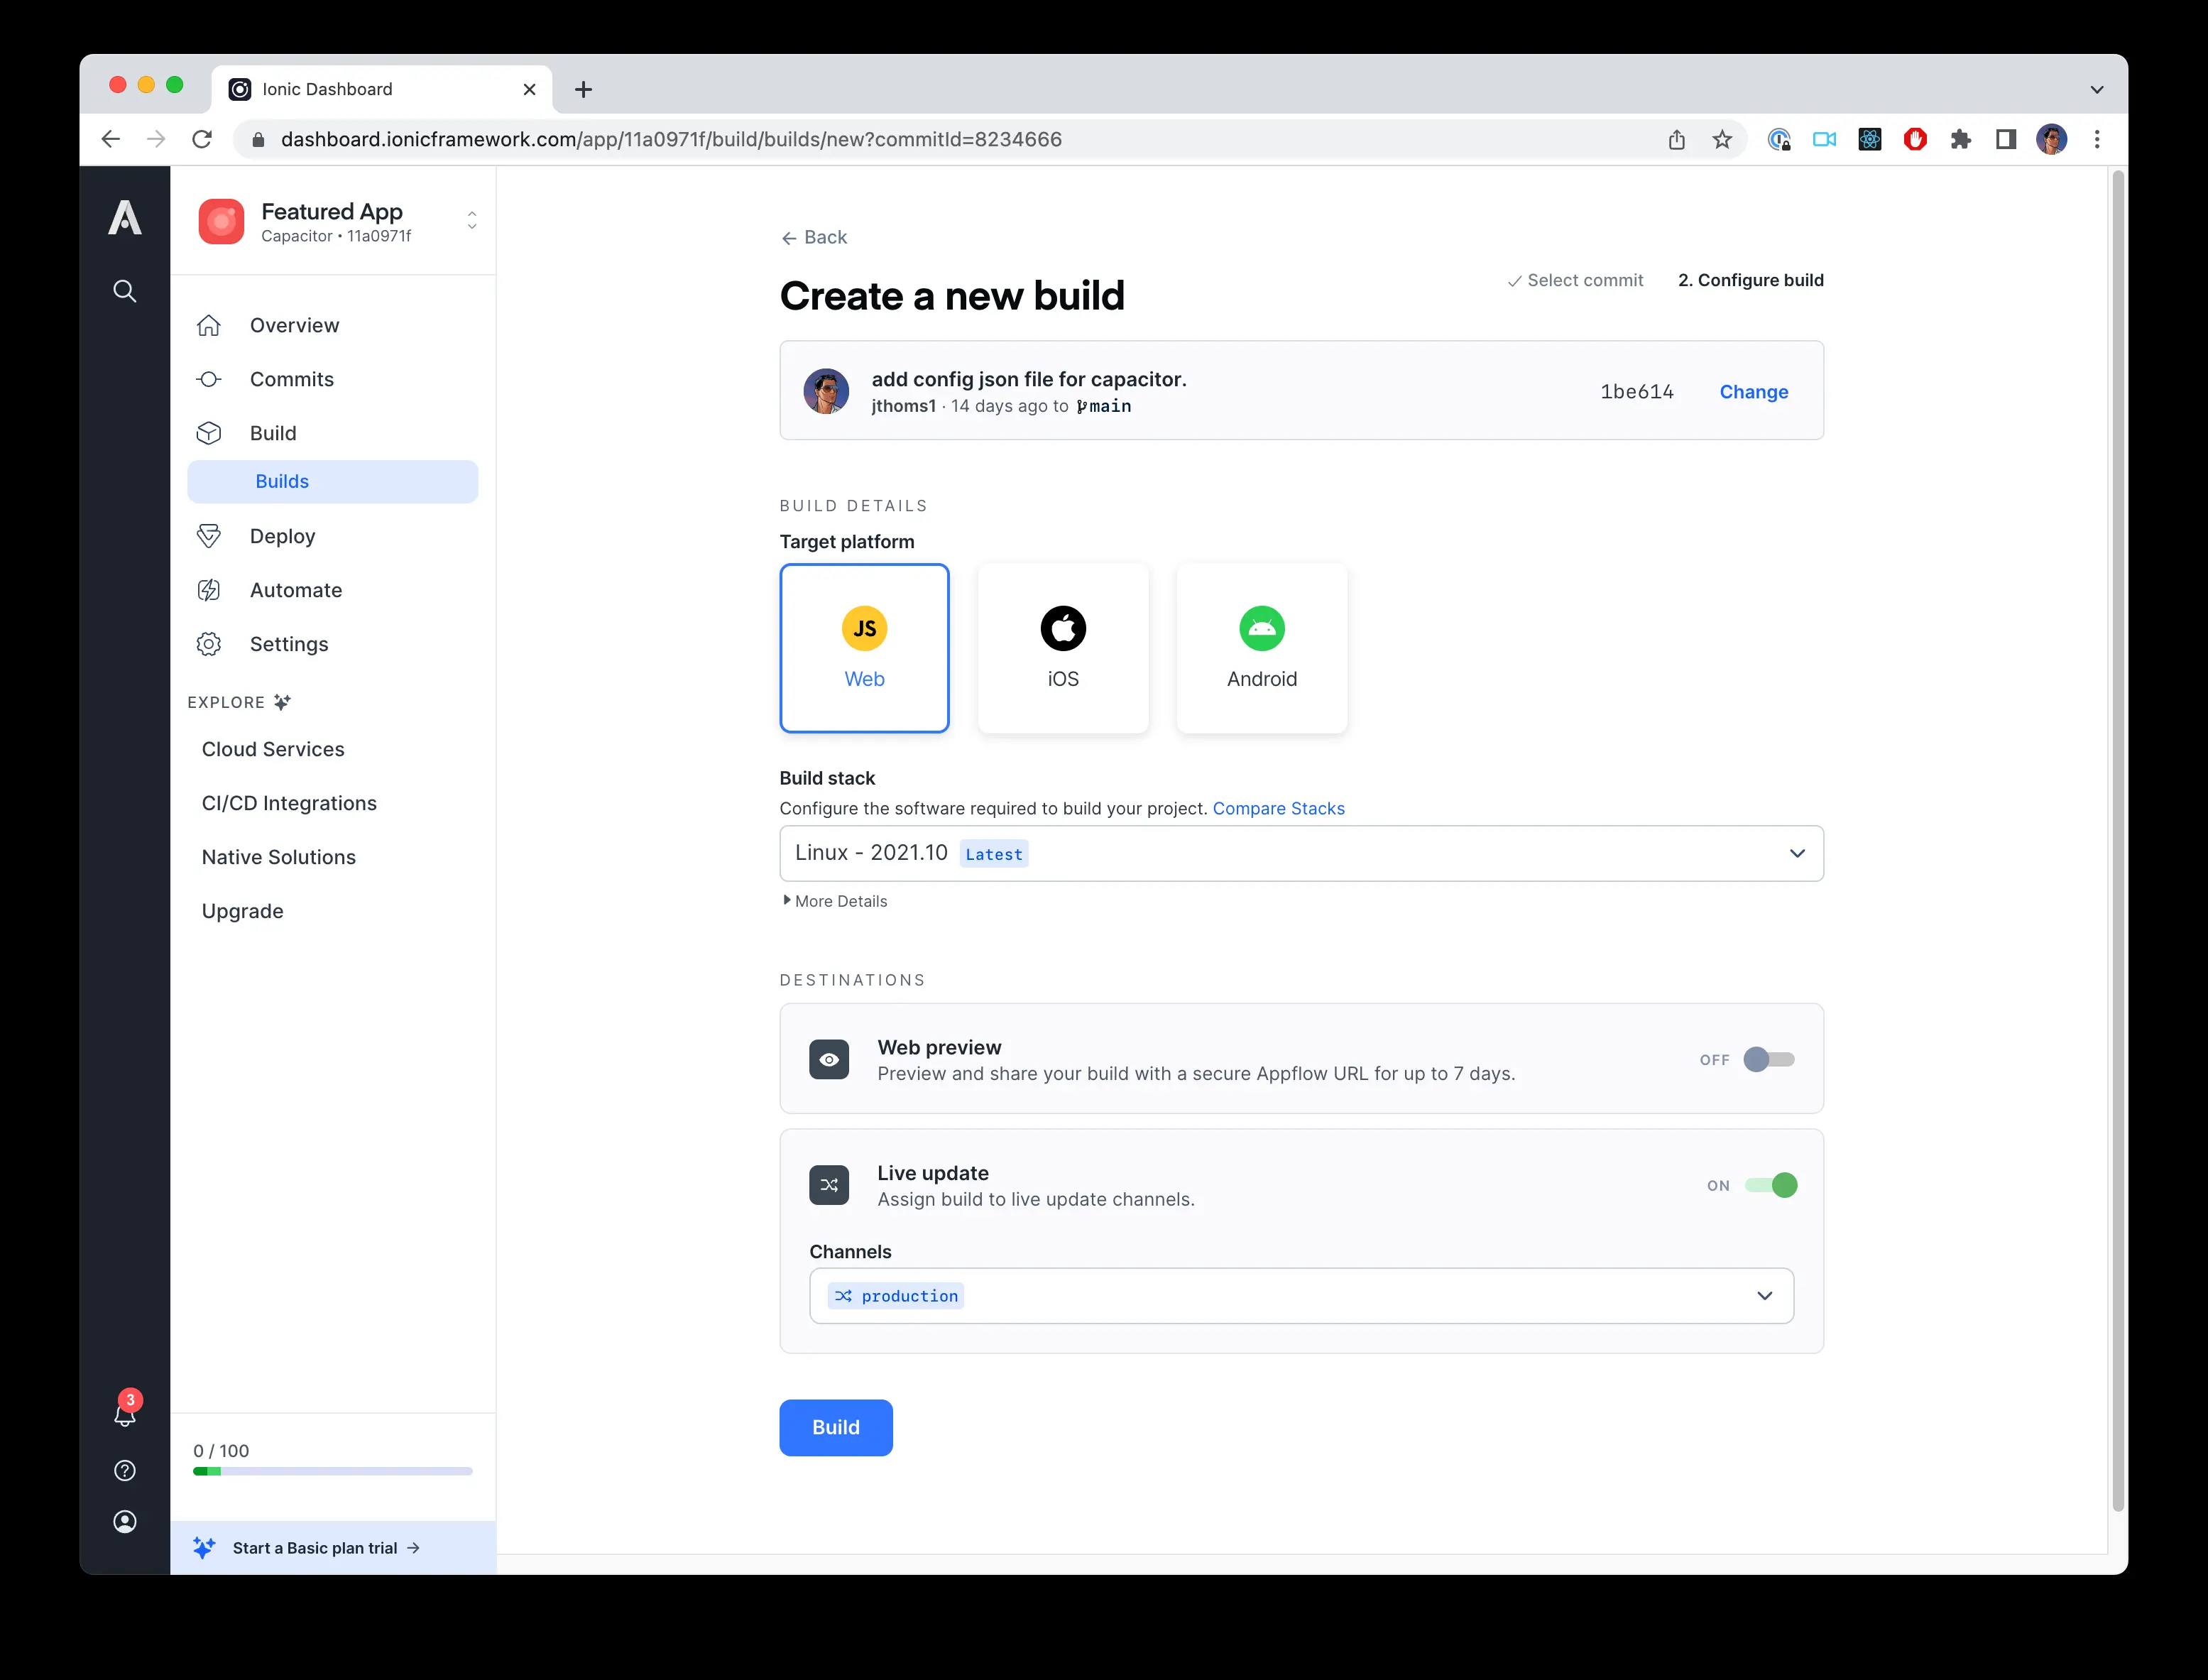 Ionic Dashboard
dashboard.ionicframework.com/app/11a0971f/build/builds/new?commitId=8234666
Featured App
Capacitor • 11a0971f
Overview
Commits
Build
Builds
Deploy
Automate
Settings
EXPLORE
Cloud Services
CI/CD Integrations
Native Solutions
Upgrade
3
0 / 100
Start a Basic plan trial →
← Back
Create a new build
✓ Select commit
2. Configure build
add config json file for capacitor.
jthoms1 · 14 days ago to main
1be614
Change
BUILD DETAILS
Target platform
JS
Web
iOS
Android
Build stack
Configure the software required to build your project. Compare Stacks
Linux - 2021.10 Latest
More Details
DESTINATIONS
Web preview
Preview and share your build with a secure Appflow URL for up to 7 days.
OFF
Live update
Assign build to live update channels.
ON
Channels
production
Build